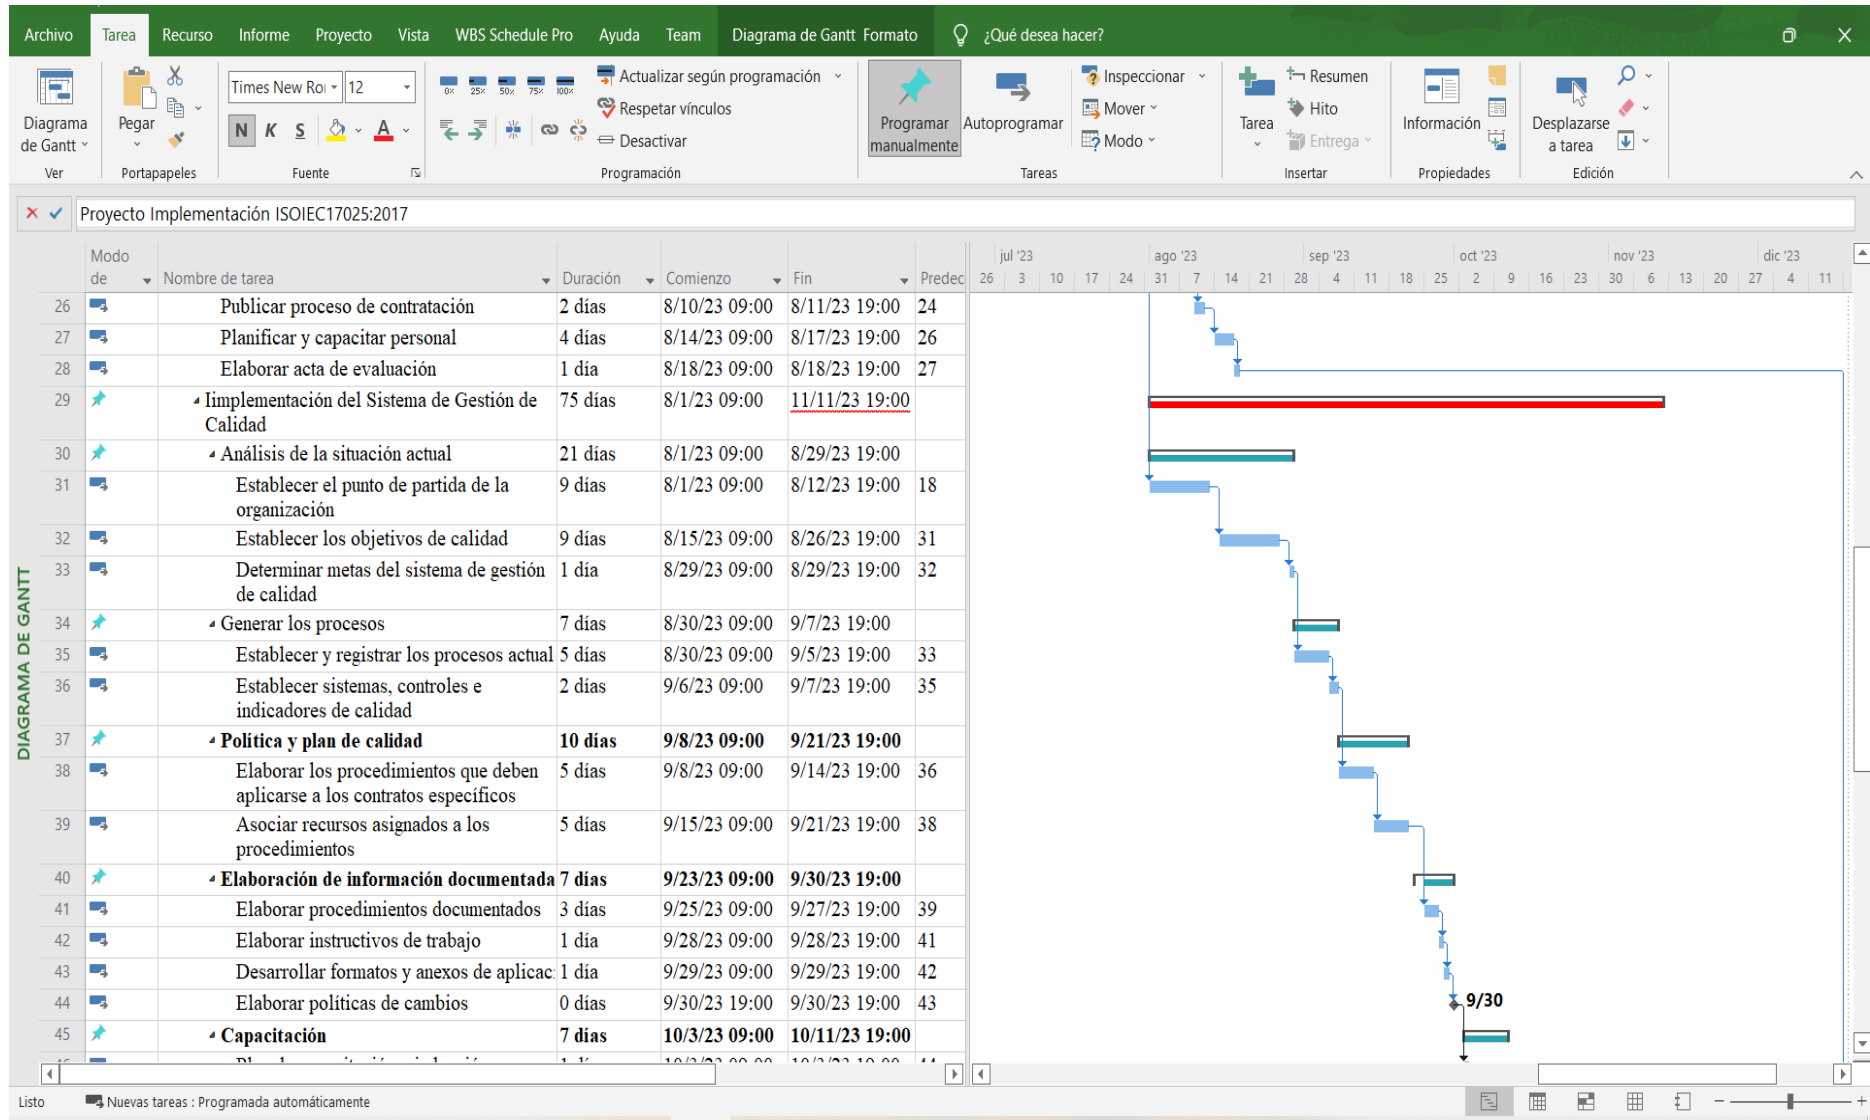 Archivo Tarea Recurso Informe Proyecto Vista WBS Schedule Pro Ayuda Team Diagrama de Gantt Formato ¿Qué desea hacer?
Diagrama de Gantt
Ver
Pegar
Portapapeles
Times New Roı 12
N K S A
Fuente
0% 25% 50% 75% 100%
Actualizar según programación
Respetar vínculos
Desactivar
Programación
Programar manualmente
Autoprogramar
Inspeccionar
Mover
Modo
Tareas
Tarea
Resumen
Hito
Entrega
Insertar
Información
Propiedades
Desplazarse a tarea
Edición
Proyecto Implementación ISOIEC17025:2017
DIAGRAMA DE GANTT
Modo de Nombre de tarea Duración Comienzo Fin Predec
jul '23 ago '23 sep '23 oct '23 nov '23 dic '23
26 3 10 17 24 31 7 14 21 28 4 11 18 25 2 9 16 23 30 6 13 20 27 4 11
26 Publicar proceso de contratación 2 días 8/10/23 09:00 8/11/23 19:00 24
27 Planificar y capacitar personal 4 días 8/14/23 09:00 8/17/23 19:00 26
28 Elaborar acta de evaluación 1 día 8/18/23 09:00 8/18/23 19:00 27
29 Iimplementación del Sistema de Gestión de 75 días 8/1/23 09:00 11/11/23 19:00
Calidad
30 Análisis de la situación actual 21 días 8/1/23 09:00 8/29/23 19:00
31 Establecer el punto de partida de la 9 días 8/1/23 09:00 8/12/23 19:00 18
organización
32 Establecer los objetivos de calidad 9 días 8/15/23 09:00 8/26/23 19:00 31
33 Determinar metas del sistema de gestión 1 día 8/29/23 09:00 8/29/23 19:00 32
de calidad
34 Generar los procesos 7 días 8/30/23 09:00 9/7/23 19:00
35 Establecer y registrar los procesos actual 5 días 8/30/23 09:00 9/5/23 19:00 33
36 Establecer sistemas, controles e 2 días 9/6/23 09:00 9/7/23 19:00 35
indicadores de calidad
37 Política y plan de calidad 10 días 9/8/23 09:00 9/21/23 19:00
38 Elaborar los procedimientos que deben 5 días 9/8/23 09:00 9/14/23 19:00 36
aplicarse a los contratos específicos
39 Asociar recursos asignados a los 5 días 9/15/23 09:00 9/21/23 19:00 38
procedimientos
40 Elaboración de información documentada 7 días 9/23/23 09:00 9/30/23 19:00
41 Elaborar procedimientos documentados 3 días 9/25/23 09:00 9/27/23 19:00 39
42 Elaborar instructivos de trabajo 1 día 9/28/23 09:00 9/28/23 19:00 41
43 Desarrollar formatos y anexos de aplicac 1 día 9/29/23 09:00 9/29/23 19:00 42
44 Elaborar políticas de cambios 0 días 9/30/23 19:00 9/30/23 19:00 43
9/30
45 Capacitación 7 días 10/3/23 09:00 10/11/23 19:00
Listo Nuevas tareas : Programada automáticamente